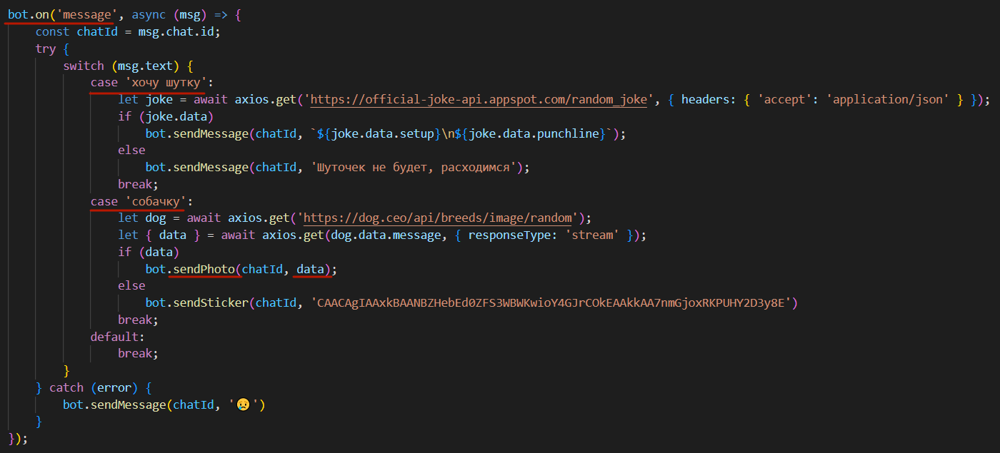 bot.on('message', async (msg) => {
const chatId = msg.chat.id;
try {
switch (msg.text) {
case 'хочу шутку':
let joke = await axios.get('https://official-joke-api.appspot.com/random_joke', { headers: { 'accept': 'application/json' } });
if (joke.data)
bot.sendMessage(chatId, `${joke.data.setup}\n${joke.data.punchline}`);
else
bot.sendMessage(chatId, 'Шуточек не будет, расходимся');
break;
case 'собачку':
let dog = await axios.get('https://dog.ceo/api/breeds/image/random');
let { data } = await axios.get(dog.data.message, { responseType: 'stream' });
if (data)
bot.sendPhoto(chatId, data);
else
bot.sendSticker(chatId, 'CAACAgIAAxkBAANBZHebEd0ZFS3WBWKwioY4GJrCOkEAAkkAA7nmGjoxRKPUHY2D3y8E')
break;
default:
break;
}
} catch (error) {
bot.sendMessage(chatId, '😥')
}
});